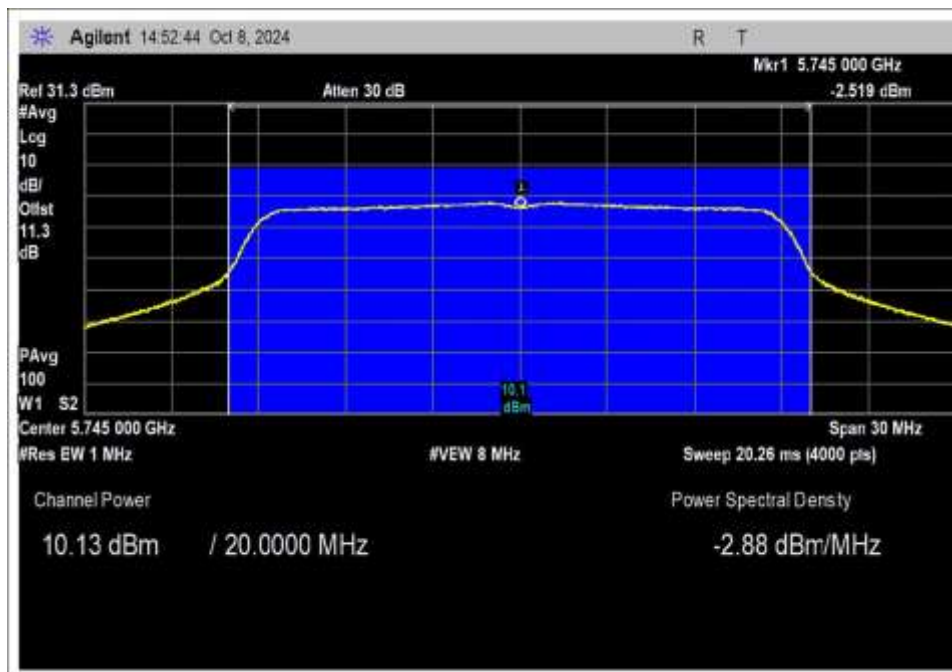 Agilent 14:52:44 Oct 8, 2024 R T
Mkr1 5.745 000 GHz
Ref 31.3 dBm Atten 30 dB -2.519 dBm
#Avg
Log
10
dB/
Offst
11.3
dB
1
PAvg
100
10.1
dBm
W1 S2
Center 5.745 000 GHz Span 30 MHz
#Res BW 1 MHz #VBW 8 MHz Sweep 20.26 ms (4000 pts)
Channel Power Power Spectral Density
10.13 dBm / 20.0000 MHz -2.88 dBm/MHz